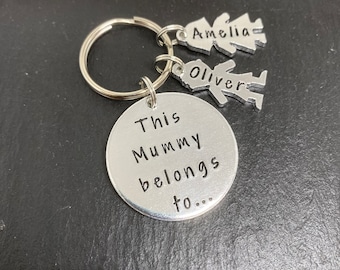 Amelia
Oliver
This
Mummy
belongs
to...